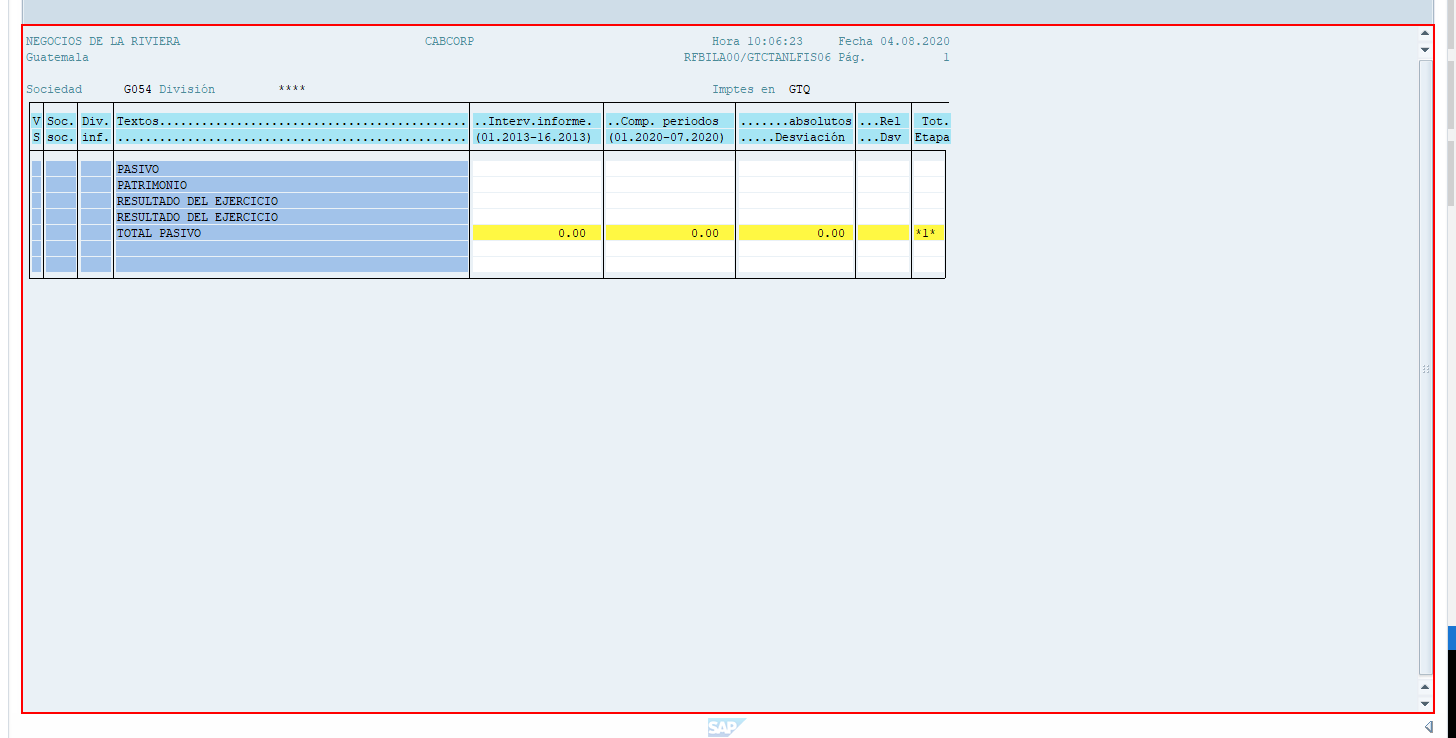 NEGOCIOS DE LA RIVIERA CABCORP Hora 10:06:23 Fecha 04.08.2020
Guatemala RFBILA00/GTCTANLFIS06 Pág. 1
Sociedad G054 División **** Imptes en GTQ
V Soc. Div. Textos............................................ ..Interv.informe. ..Comp. periodos .......absolutos ...Rel Tot.
S soc. inf. .................................................. (01.2013-16.2013) (01.2020-07.2020) .....Desviación ...Dsv Etapa
PASIVO
PATRIMONIO
RESULTADO DEL EJERCICIO
RESULTADO DEL EJERCICIO
TOTAL PASIVO 0.00 0.00 0.00 *1*
SAP